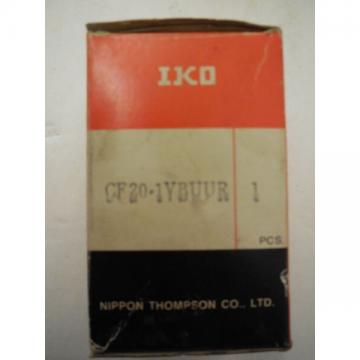 IKO
CF20-1VBUUR 1
PCS.
NIPPON THOMPSON CO., LTD.